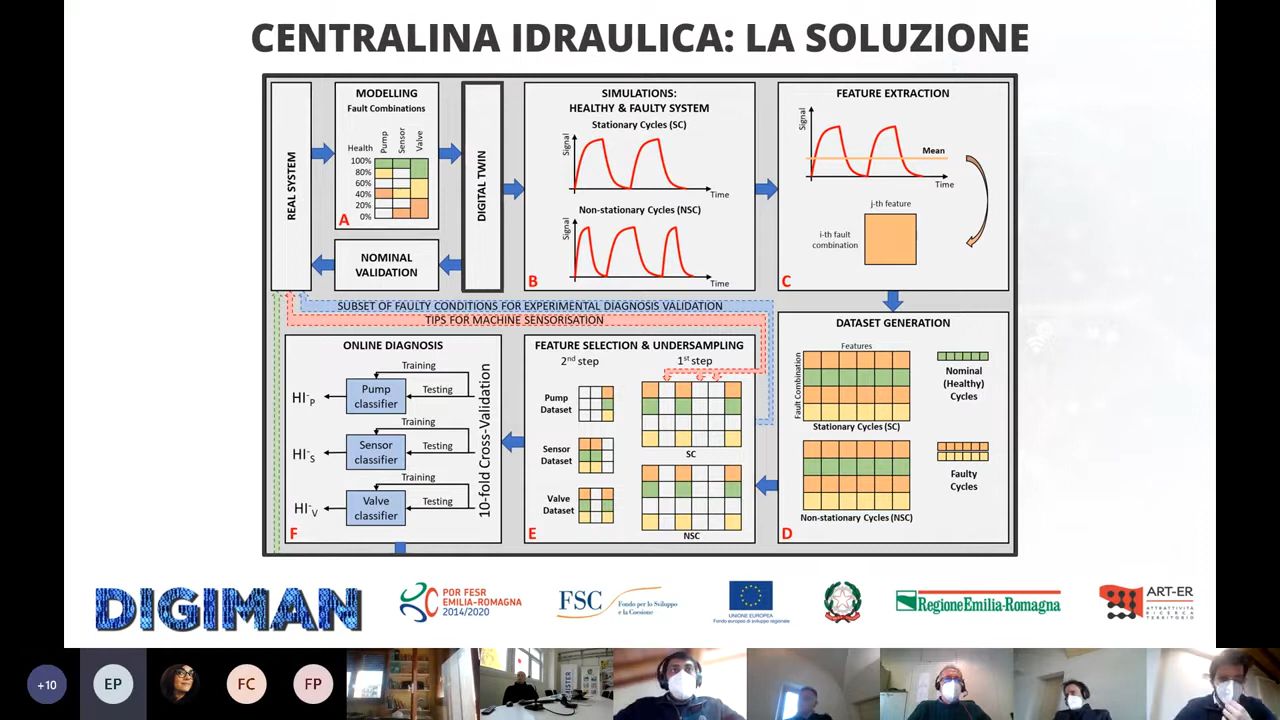 CENTRALINA IDRAULICA: LA SOLUZIONE
REAL SYSTEM
MODELLING
Fault Combinations
Health
Pump
Sensor
Valve
100%
80%
60%
40%
20%
0%
A
NOMINAL
VALIDATION
DIGITAL TWIN
SIMULATIONS:
HEALTHY & FAULTY SYSTEM
Stationary Cycles (SC)
Signal
Time
Non-stationary Cycles (NSC)
Signal
Time
B
FEATURE EXTRACTION
Signal
Mean
Time
j-th feature
i-th fault
combination
C
SUBSET OF FAULTY CONDITIONS FOR EXPERIMENTAL DIAGNOSIS VALIDATION
TIPS FOR MACHINE SENSORISATION
DATASET GENERATION
Features
Fault Combination
Stationary Cycles (SC)
Nominal
(Healthy)
Cycles
Faulty
Cycles
Non-stationary Cycles (NSC)
D
FEATURE SELECTION & UNDERSAMPLING
2nd step
1st step
Pump
Dataset
Sensor
Dataset
Valve
Dataset
SC
NSC
E
ONLINE DIAGNOSIS
Training
Testing
Pump
classifier
HI-P
Training
Testing
Sensor
classifier
HI-S
Training
Testing
Valve
classifier
HI-V
10-fold Cross-Validation
F
DIGIMAN
POR FESR
EMILIA-ROMAGNA
2014/2020
FSC
Fondo per lo Sviluppo
e la Coesione
UNIONE EUROPEA
Fondo europeo di sviluppo regionale
RegioneEmilia-Romagna
ART-ER
ATTRATTIVITÀ
RICERCA
TERRITORIO
+10
EP
FC
FP